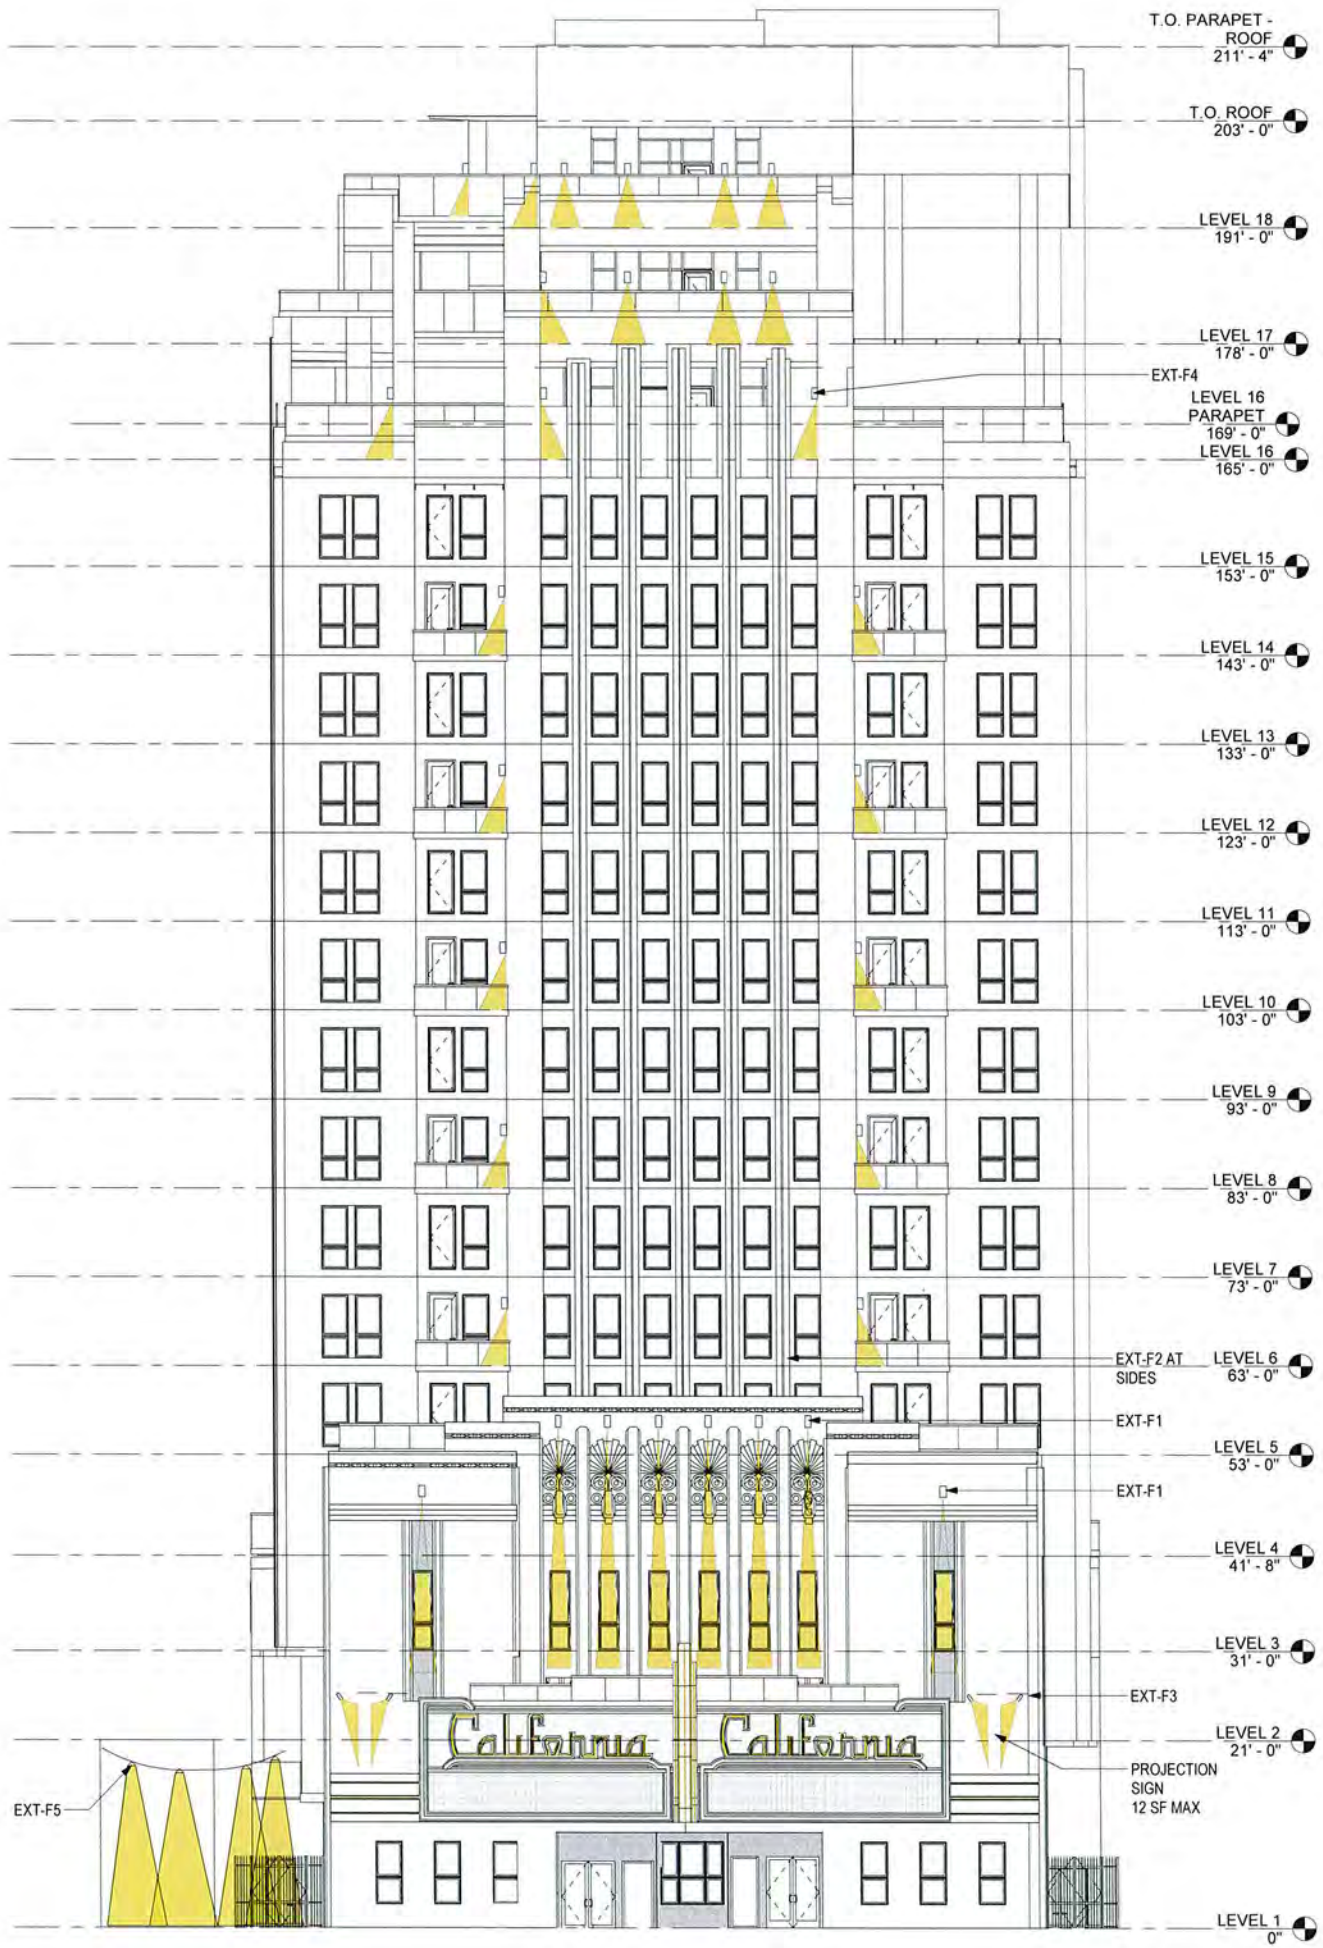 T.O. PARAPET -
ROOF
211' - 4"
T.O. ROOF
203' - 0"
LEVEL 18
191' - 0"
LEVEL 17
178' - 0"
EXT-F4
LEVEL 16
PARAPET
169' - 0"
LEVEL 16
165' - 0"
LEVEL 15
153' - 0"
LEVEL 14
143' - 0"
LEVEL 13
133' - 0"
LEVEL 12
123' - 0"
LEVEL 11
113' - 0"
LEVEL 10
103' - 0"
LEVEL 9
93' - 0"
LEVEL 8
83' - 0"
LEVEL 7
73' - 0"
EXT-F2 AT
SIDES
LEVEL 6
63' - 0"
EXT-F1
LEVEL 5
53' - 0"
EXT-F1
LEVEL 4
41' - 8"
LEVEL 3
31' - 0"
EXT-F3
California California
LEVEL 2
21' - 0"
PROJECTION
SIGN
12 SF MAX
EXT-F5
LEVEL 1
0"